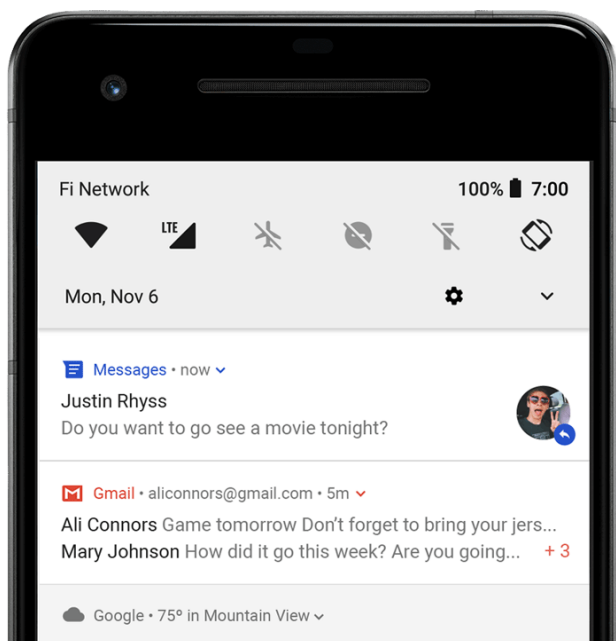 Fi Network 100% 7:00
LTE
Mon, Nov 6
Messages • now
Justin Rhyss
Do you want to go see a movie tonight?
Gmail • aliconnors@gmail.com • 5m
Ali Connors Game tomorrow Don't forget to bring your jers...
Mary Johnson How did it go this week? Are you going... + 3
Google • 75º in Mountain View